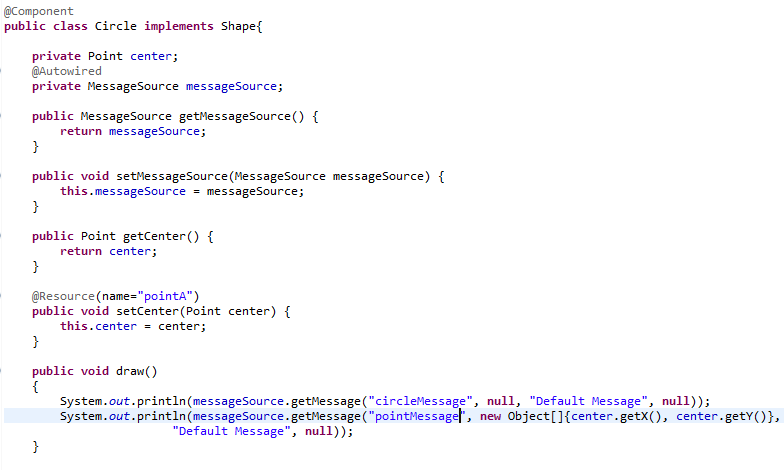 @Component
public class Circle implements Shape{
private Point center;
@Autowired
private MessageSource messageSource;
public MessageSource getMessageSource() {
return messageSource;
}
public void setMessageSource(MessageSource messageSource) {
this.messageSource = messageSource;
}
public Point getCenter() {
return center;
}
@Resource(name="pointA")
public void setCenter(Point center) {
this.center = center;
}
public void draw()
{
System.out.println(messageSource.getMessage("circleMessage", null, "Default Message", null));
System.out.println(messageSource.getMessage("pointMessage", new Object[]{center.getX(), center.getY()},
"Default Message", null));
}